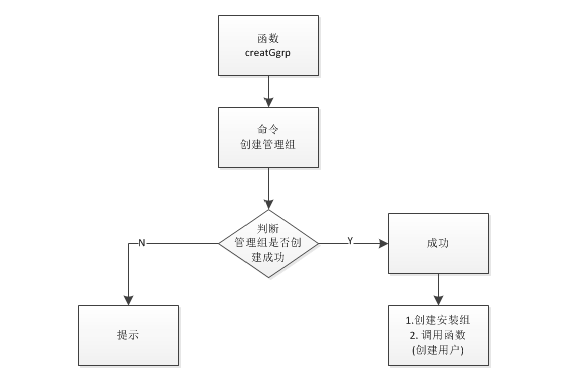 函数
creatGgrp
命令
创建管理组
判断
管理组是否创
建成功
N
Y
成功
提示
1.创建安装组
2. 调用函数
(创建用户)